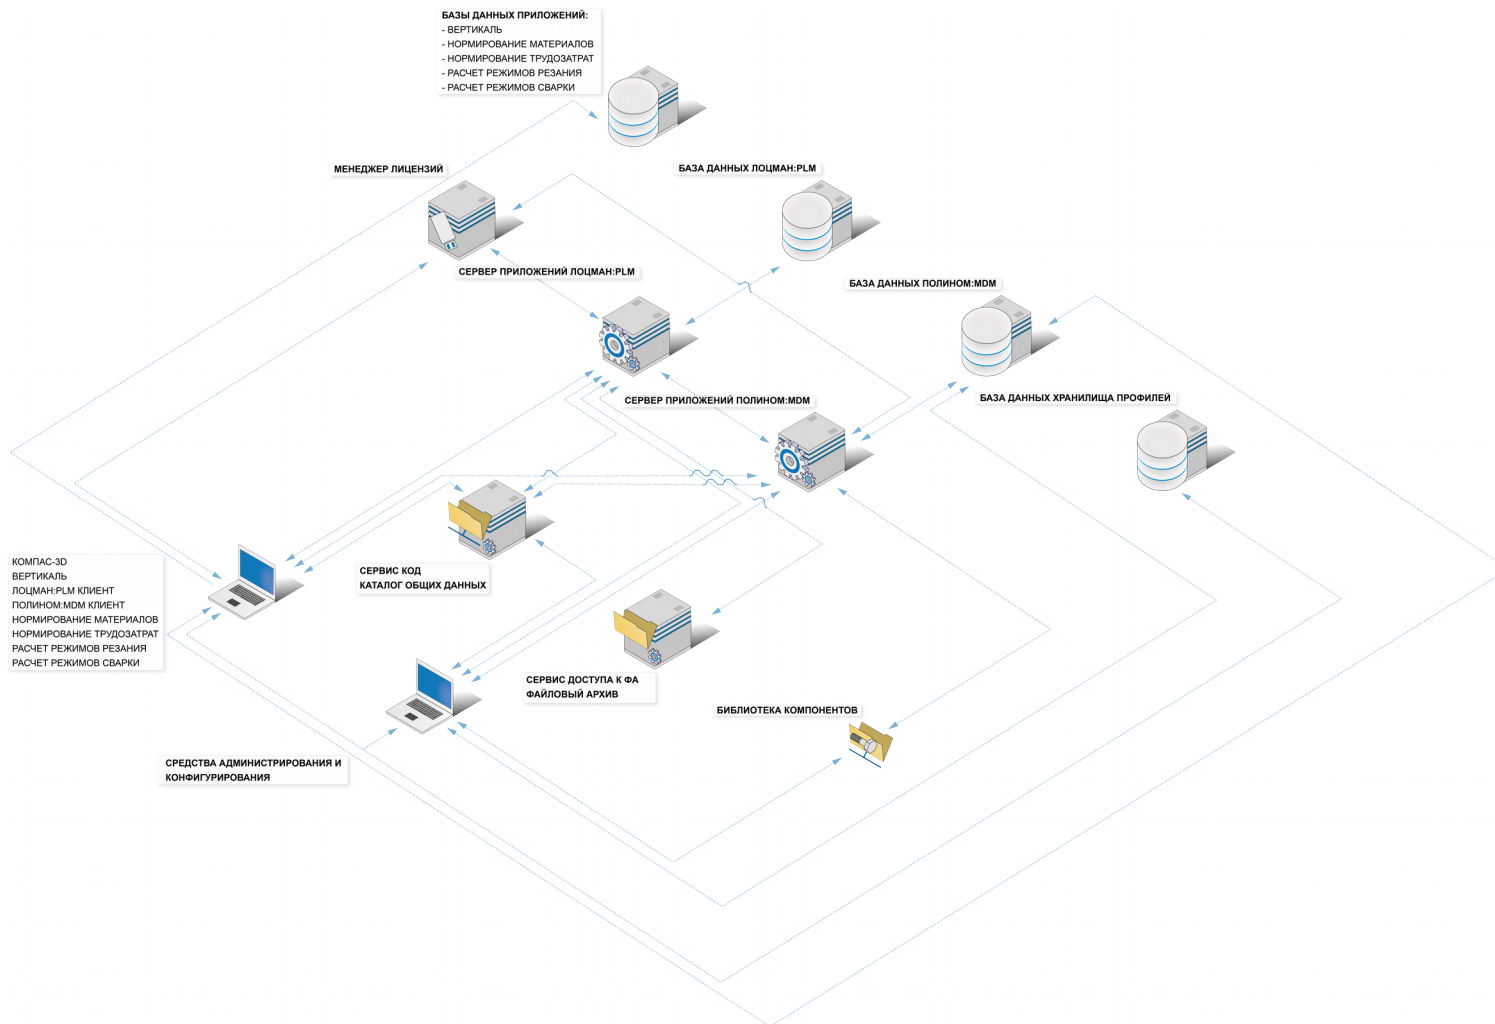 БАЗЫ ДАННЫХ ПРИЛОЖЕНИЙ:
- ВЕРТИКАЛЬ
- НОРМИРОВАНИЕ МАТЕРИАЛОВ
- НОРМИРОВАНИЕ ТРУДОЗАТРАТ
- РАСЧЕТ РЕЖИМОВ РЕЗАНИЯ
- РАСЧЕТ РЕЖИМОВ СВАРКИ
МЕНЕДЖЕР ЛИЦЕНЗИЙ
БАЗА ДАННЫХ ЛОЦМАН:PLM
СЕРВЕР ПРИЛОЖЕНИЙ ЛОЦМАН:PLM
БАЗА ДАННЫХ ПОЛИНОМ:MDM
СЕРВЕР ПРИЛОЖЕНИЙ ПОЛИНОМ:MDM
БАЗА ДАННЫХ ХРАНИЛИЩА ПРОФИЛЕЙ
КОМПАС-3D
ВЕРТИКАЛЬ
ЛОЦМАН:PLM КЛИЕНТ
ПОЛИНОМ:MDM КЛИЕНТ
НОРМИРОВАНИЕ МАТЕРИАЛОВ
НОРМИРОВАНИЕ ТРУДОЗАТРАТ
РАСЧЕТ РЕЖИМОВ РЕЗАНИЯ
РАСЧЕТ РЕЖИМОВ СВАРКИ
СЕРВИС КОД
КАТАЛОГ ОБЩИХ ДАННЫХ
СЕРВИС ДОСТУПА К ФА
ФАЙЛОВЫЙ АРХИВ
БИБЛИОТЕКА КОМПОНЕНТОВ
СРЕДСТВА АДМИНИСТРИРОВАНИЯ И
КОНФИГУРИРОВАНИЯ